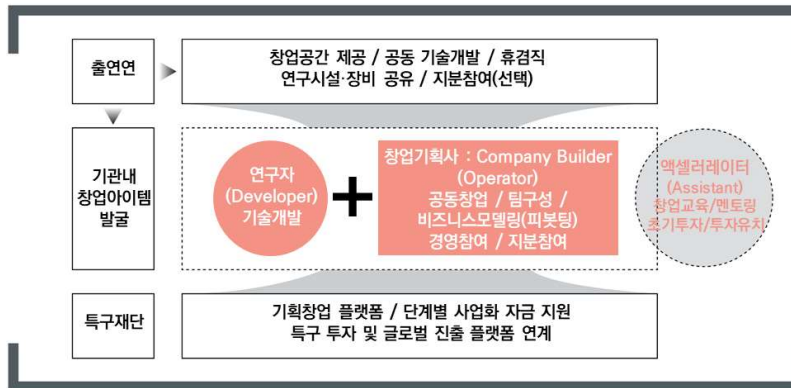 출연연
창업공간 제공 / 공동 기술개발 / 휴겸직
연구시설·장비 공유 / 지분참여(선택)
기관내
창업아이템
발굴
연구자
(Developer)
기술개발
+
창업기획사 : Company Builder
(Operator)
공동창업 / 팀구성 /
비즈니스모델링(피봇팅)
경영참여 / 지분참여
액셀러레이터
(Assistant)
창업교육/멘토링
초기투자/투자유치
특구재단
기획창업 플랫폼 / 단계별 사업화 자금 지원
특구 투자 및 글로벌 진출 플랫폼 연계